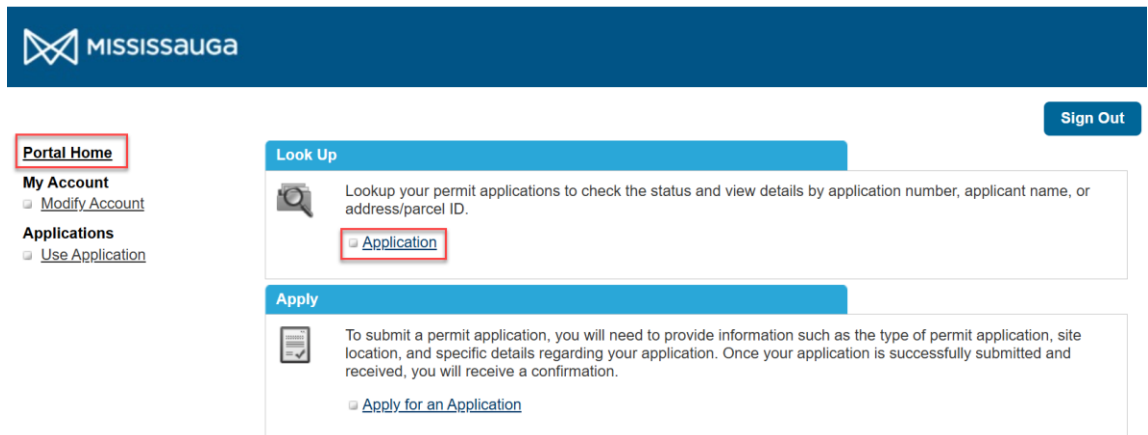 MISSISSauGa
Sign Out
Portal Home
My Account
Modify Account
Applications
Use Application
Look Up
Lookup your permit applications to check the status and view details by application number, applicant name, or
address/parcel ID.
Application
Apply
To submit a permit application, you will need to provide information such as the type of permit application, site
location, and specific details regarding your application. Once your application is successfully submitted and
received, you will receive a confirmation.
Apply for an Application